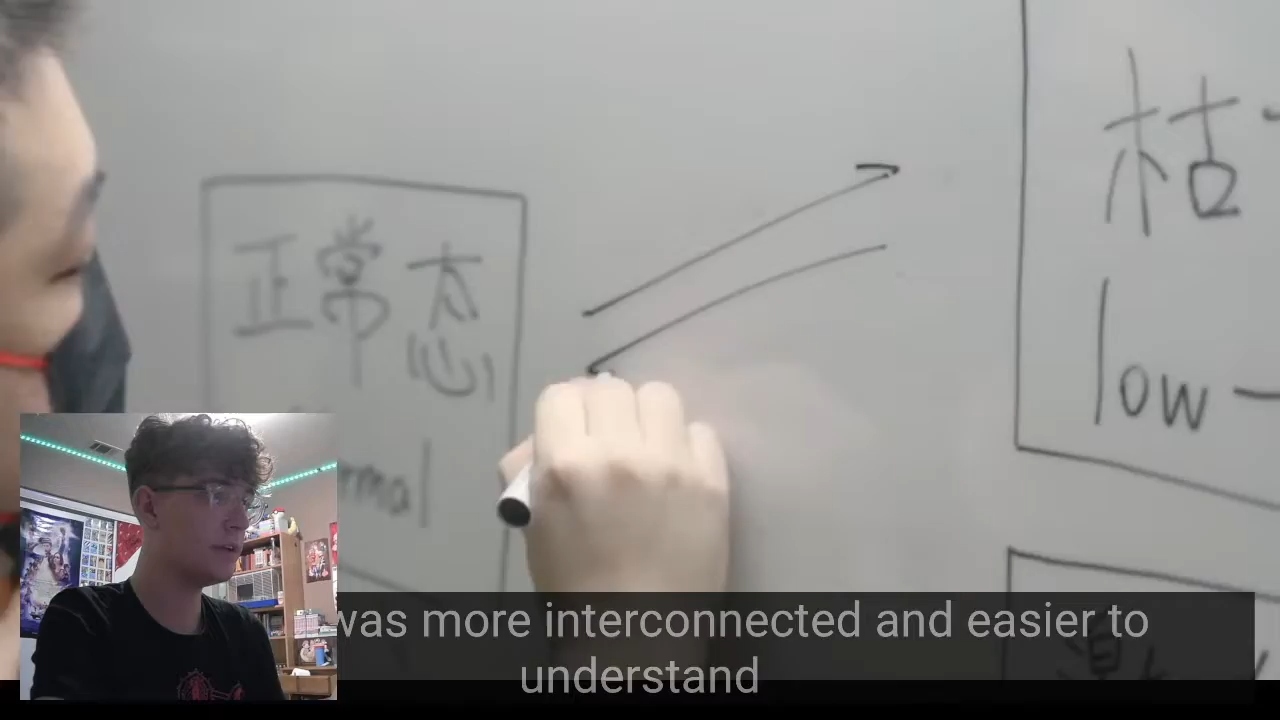 正常态
rmal
枯
low-
was more interconnected and easier to
understand